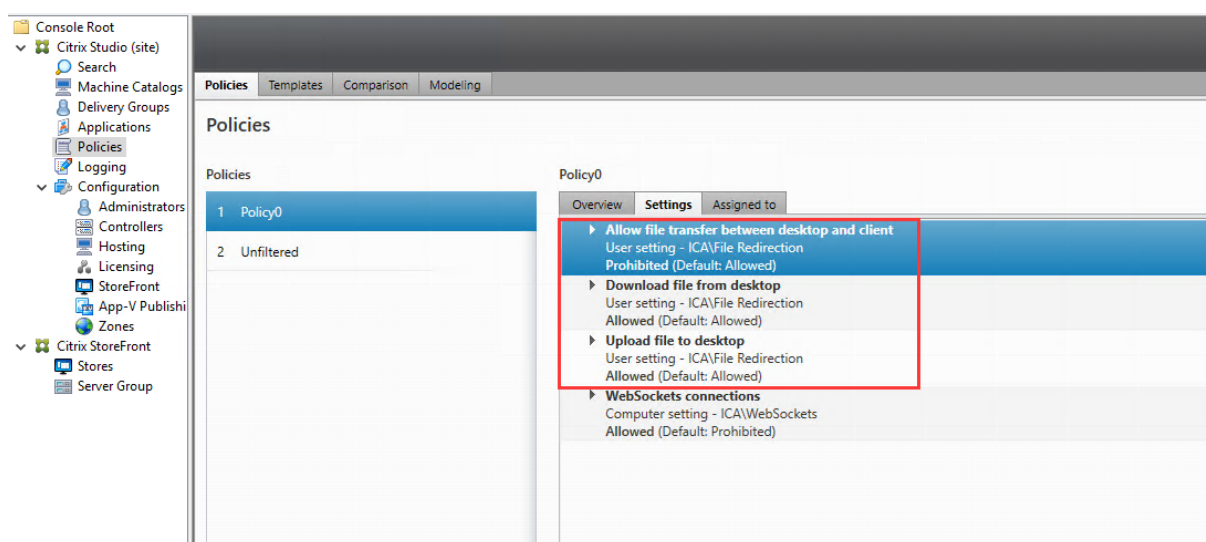 Console Root
Citrix Studio (site)
Search
Machine Catalogs
Delivery Groups
Applications
Policies
Logging
Configuration
Administrators
Controllers
Hosting
Licensing
StoreFront
App-V Publishi
Zones
Citrix StoreFront
Stores
Server Group
Policies Templates Comparison Modeling
Policies
Policies
1 Policy0
2 Unfiltered
Policy0
Overview Settings Assigned to
Allow file transfer between desktop and client
User setting - ICA\File Redirection
Prohibited (Default: Allowed)
Download file from desktop
User setting - ICA\File Redirection
Allowed (Default: Allowed)
Upload file to desktop
User setting - ICA\File Redirection
Allowed (Default: Allowed)
WebSockets connections
Computer setting - ICA\WebSockets
Allowed (Default: Prohibited)